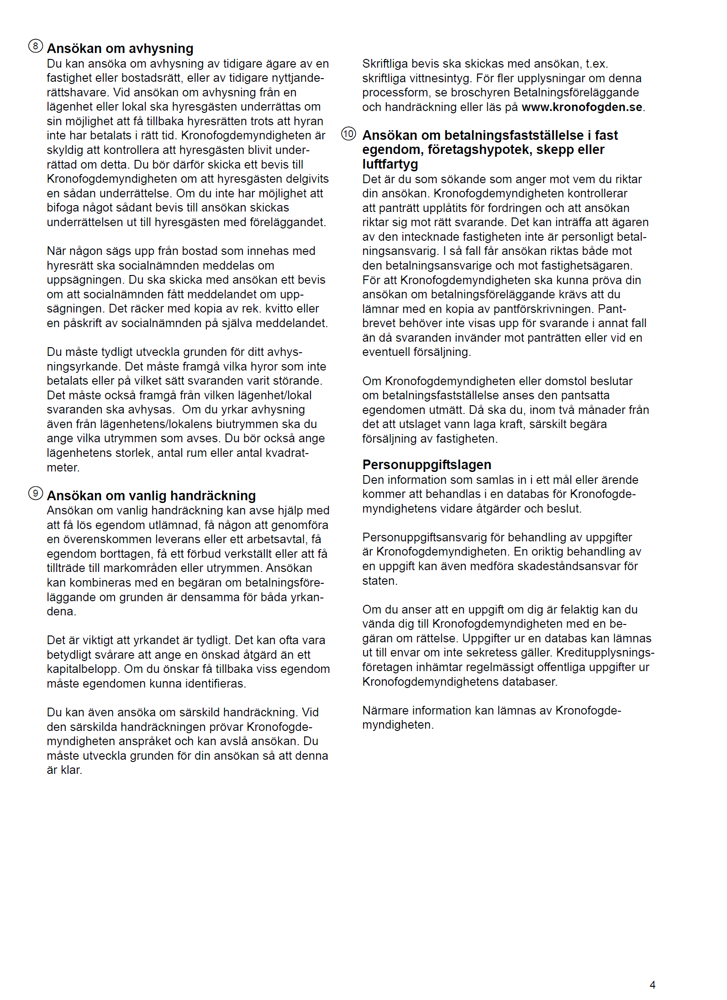 8 Ansökan om avhysning
Du kan ansöka om avhysning av tidigare ägare av en
fastighet eller bostadsrätt, eller av tidigare nyttjande-
rättshavare. Vid ansökan om avhysning från en
lägenhet eller lokal ska hyresgästen underrättas om
sin möjlighet att få tillbaka hyresrätten trots att hyran
inte har betalats i rätt tid. Kronofogdemyndigheten är
skyldig att kontrollera att hyresgästen blivit under-
rättad om detta. Du bör därför skicka ett bevis till
Kronofogdemyndigheten om att hyresgästen delgivits
en sådan underrättelse. Om du inte har möjlighet att
bifoga något sådant bevis till ansökan skickas
underrättelsen ut till hyresgästen med föreläggandet.
När någon sägs upp från bostad som innehas med
hyresrätt ska socialnämnden meddelas om
uppsägningen. Du ska skicka med ansökan ett bevis
om att socialnämnden fått meddelandet om upp-
sägningen. Det räcker med kopia av rek. kvitto eller
en påskrift av socialnämnden på själva meddelandet.
Du måste tydligt utveckla grunden för ditt avhys-
ningsyrkande. Det måste framgå vilka hyror som inte
betalats eller på vilket sätt svaranden varit störande.
Det måste också framgå från vilken lägenhet/lokal
svaranden ska avhysas.  Om du yrkar avhysning
även från lägenhetens/lokalens biutrymmen ska du
ange vilka utrymmen som avses. Du bör också ange
lägenhetens storlek, antal rum eller antal kvadrat-
meter.
9 Ansökan om vanlig handräckning
Ansökan om vanlig handräckning kan avse hjälp med
att få lös egendom utlämnad, få någon att genomföra
en överenskommen leverans eller ett arbetsavtal, få
egendom borttagen, få ett förbud verkställt eller att få
tillträde till markområden eller utrymmen. Ansökan
kan kombineras med en begäran om betalningsföre-
läggande om grunden är densamma för båda yrkan-
dena.
Det är viktigt att yrkandet är tydligt. Det kan ofta vara
betydligt svårare att ange en önskad åtgärd än ett
kapitalbelopp. Om du önskar få tillbaka viss egendom
måste egendomen kunna identifieras.
Du kan även ansöka om särskild handräckning. Vid
den särskilda handräckningen prövar Kronofogde-
myndigheten anspråket och kan avslå ansökan. Du
måste utveckla grunden för din ansökan så att denna
är klar.
Skriftliga bevis ska skickas med ansökan, t.ex.
skriftliga vittnesintyg. För fler upplysningar om denna
processform, se broschyren Betalningsföreläggande
och handräckning eller läs på www.kronofogden.se.
10 Ansökan om betalningsfastställelse i fast
egendom, företagshypotek, skepp eller
luftfartyg
Det är du som sökande som anger mot vem du riktar
din ansökan. Kronofogdemyndigheten kontrollerar
att panträtt upplåtits för fordringen och att ansökan
riktar sig mot rätt svarande. Det kan inträffa att ägaren
av den intecknade fastigheten inte är personligt betal-
ningsansvarig. I så fall får ansökan riktas både mot
den betalningsansvarige och mot fastighetsägaren.
För att Kronofogdemyndigheten ska kunna pröva din
ansökan om betalningsföreläggande krävs att du
lämnar med en kopia av pantförskrivningen. Pant-
brevet behöver inte visas upp för svarande i annat fall
än då svaranden invänder mot panträtten eller vid en
eventuell försäljning.
Om Kronofogdemyndigheten eller domstol beslutar
om betalningsfastställelse anses den pantsatta
egendomen utmätt. Då ska du, inom två månader från
det att utslaget vann laga kraft, särskilt begära
försäljning av fastigheten.
Personuppgiftslagen
Den information som samlas in i ett mål eller ärende
kommer att behandlas i en databas för Kronofogde-
myndighetens vidare åtgärder och beslut.
Personuppgiftsansvarig för behandling av uppgifter
är Kronofogdemyndigheten. En oriktig behandling av
en uppgift kan även medföra skadeståndsansvar för
staten.
Om du anser att en uppgift om dig är felaktig kan du
vända dig till Kronofogdemyndigheten med en be-
gäran om rättelse. Uppgifter ur en databas kan lämnas
ut till envar om inte sekretess gäller. Kreditupplysnings-
företagen inhämtar regelmässigt offentliga uppgifter ur
Kronofogdemyndighetens databaser.
Närmare information kan lämnas av Kronofogde-
myndigheten.
4